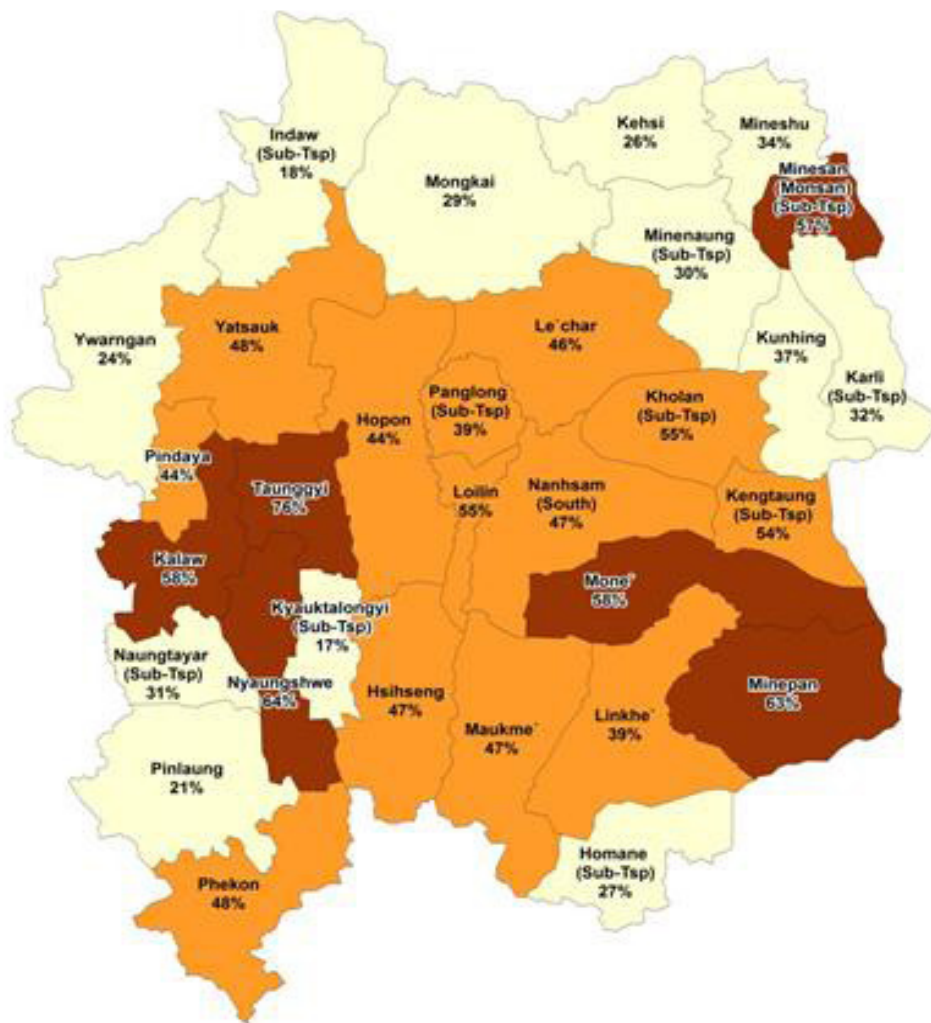 Indaw
(Sub-Tsp)
18%
Mongkai
29%
Kehsi
26%
Mineshu
34%
Minesan
(Monsan)
(Sub-Tsp)
57%
Minenaung
(Sub-Tsp)
30%
Ywarngan
24%
Yatsauk
48%
Le`char
46%
Kunhing
37%
Karli
(Sub-Tsp)
32%
Hopon
44%
Panglong
(Sub-Tsp)
39%
Kholan
(Sub-Tsp)
55%
Pindaya
44%
Taunggyi
76%
Loilin
55%
Nanhsam
(South)
47%
Kengtaung
(Sub-Tsp)
54%
Kalaw
58%
Mone`
58%
Kyauktalongyi
(Sub-Tsp)
17%
Naungtayar
(Sub-Tsp)
31%
Nyaungshwe
64%
Hsihseng
47%
Maukme`
47%
Linkhe`
39%
Minepan
63%
Pinlaung
21%
Homane
(Sub-Tsp)
27%
Phekon
48%